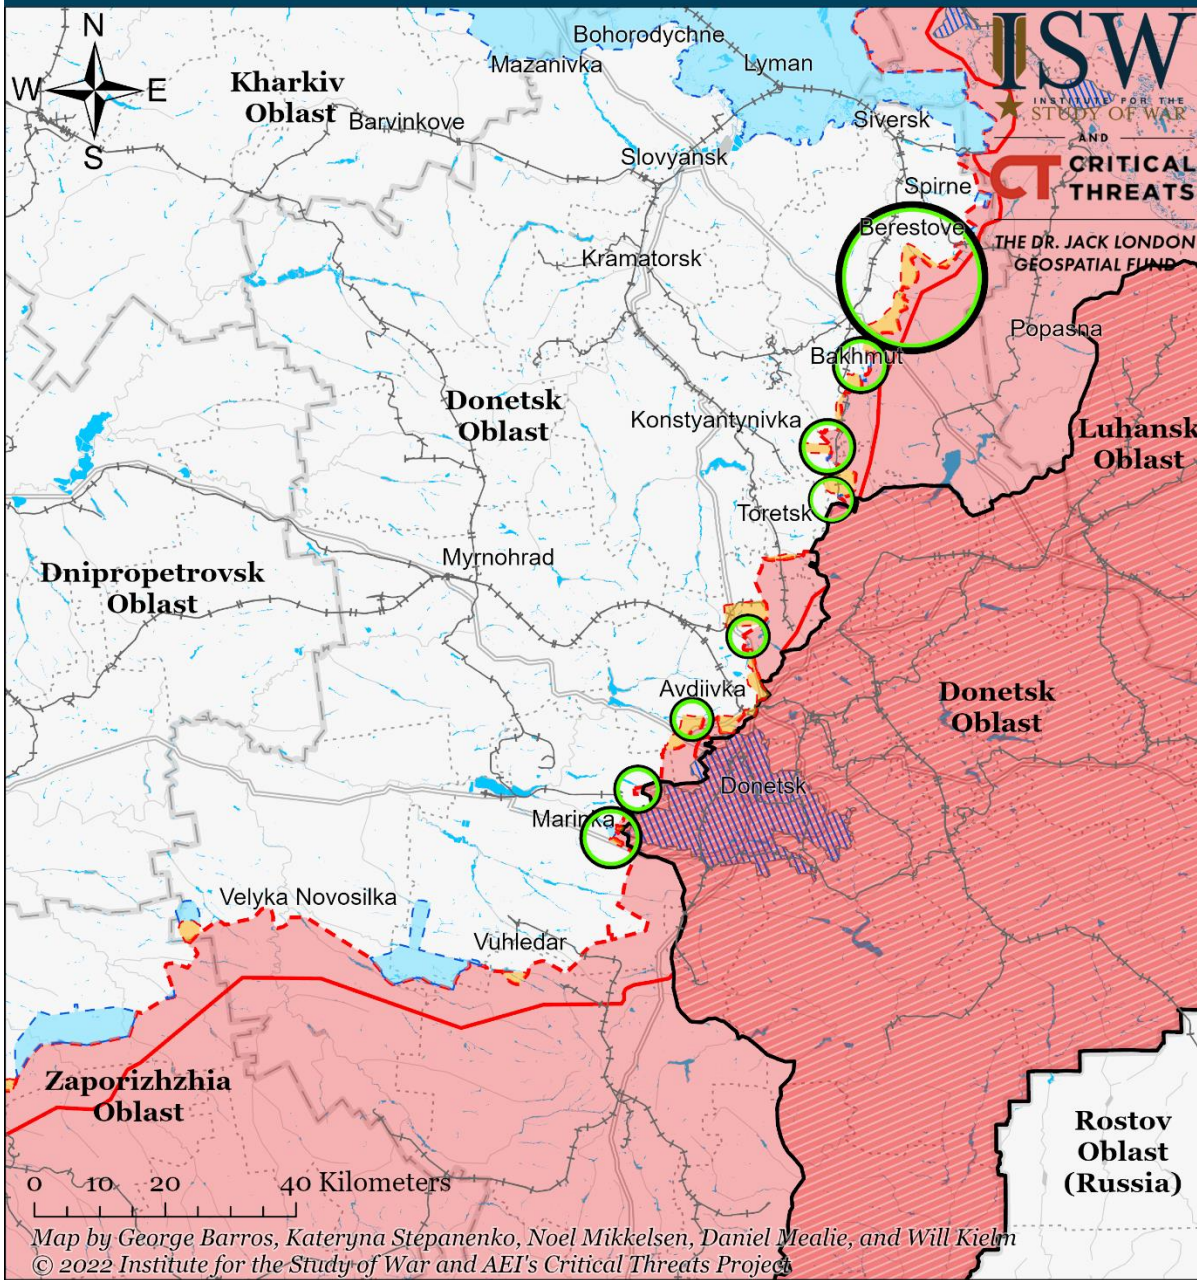 N
W E
S
ISW
INSTITUTE FOR THE
STUDY OF WAR
AND
CT CRITICAL
THREATS
THE DR. JACK LONDON
GEOSPATIAL FUND
Bohorodychne
Mazanivka
Lyman
Kharkiv
Oblast
Barvinkove
Siversk
Slovyansk
Spirne
Berestove
Kramatorsk
Popasna
Bakhmut
Donetsk
Oblast
Konstyantynivka
Luhansk
Oblast
Toretsk
Myrnohrad
Dnipropetrovsk
Oblast
Avdiivka
Donetsk
Oblast
Donetsk
Marinka
Velyka Novosilka
Vuhledar
Zaporizhzhia
Oblast
Rostov
Oblast
(Russia)
0 10 20 40 Kilometers
Map by George Barros, Kateryna Stepanenko, Noel Mikkelsen, Daniel Mealie, and Will Kielm
© 2022 Institute for the Study of War and AEI's Critical Threats Project